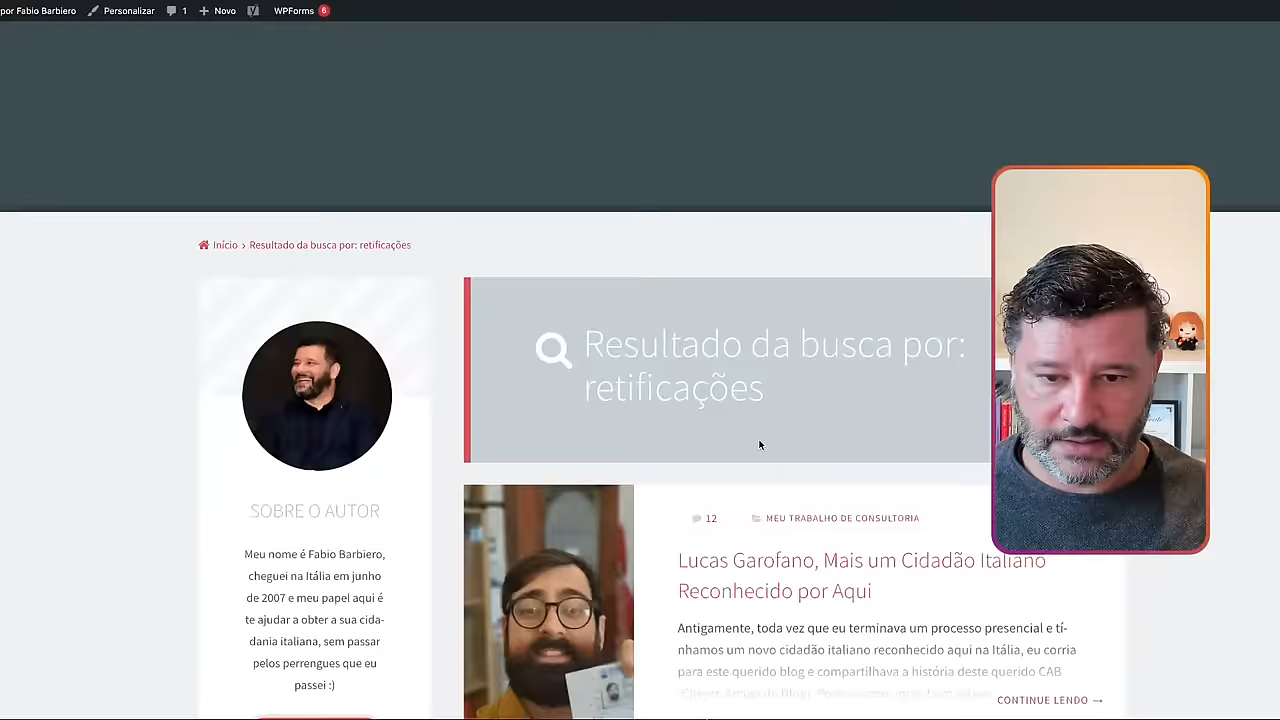 por Fabio Barbiero Personalizar 1 Novo WPForms 6
Início › Resultado da busca por: retificações
Resultado da busca por:
retificações
SOBRE O AUTOR
Meu nome é Fabio Barbiero,
cheguei na Itália em junho
de 2007 e meu papel aqui é
te ajudar a obter a sua cida-
dania italiana, sem passar
pelos perrengues que eu
passei :)
12 MEU TRABALHO DE CONSULTORIA
Lucas Garofano, Mais um Cidadão Italiano
Reconhecido por Aqui
Antigamente, toda vez que eu terminava um processo presencial e tí-
nhamos um novo cidadão italiano reconhecido aqui na Itália, eu corria
para este querido blog e compartilhava a história deste querido CAB
CONTINUE LENDO →